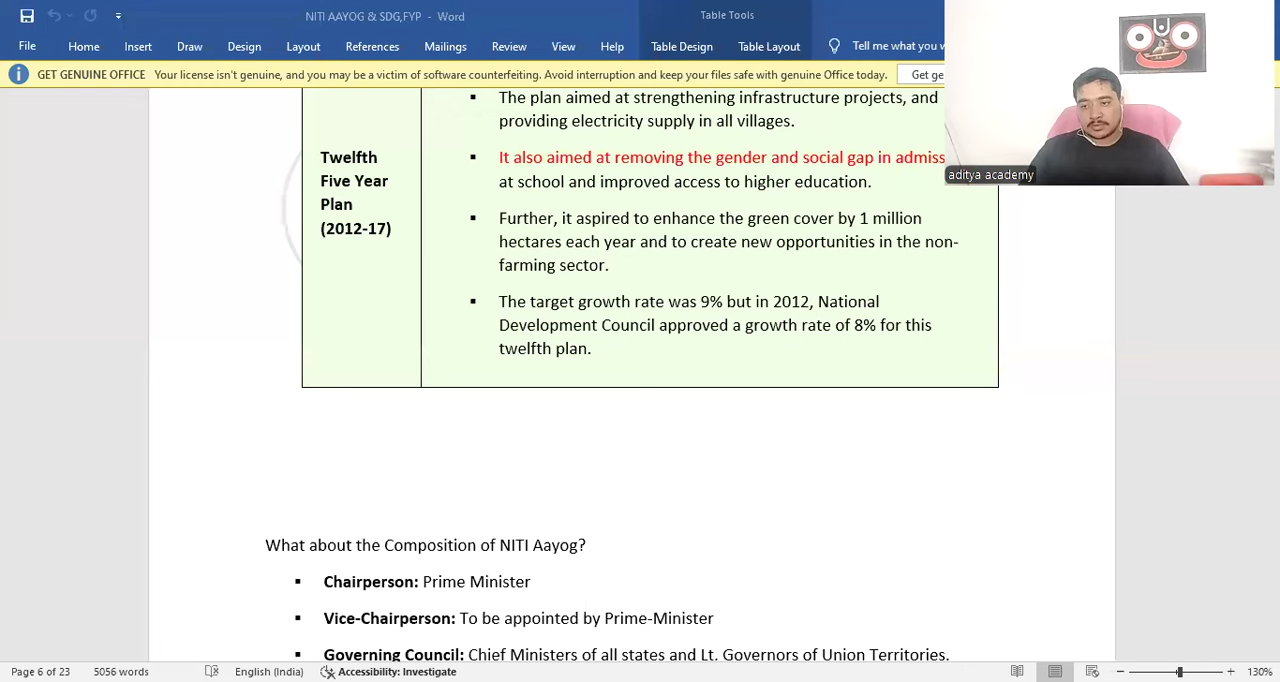 NITI AAYOG & SDG,FYP - Word
Table Tools
File Home Insert Draw Design Layout References Mailings Review View Help Table Design Table Layout Tell me what you
GET GENUINE OFFICE Your license isn't genuine, and you may be a victim of software counterfeiting. Avoid interruption and keep your files safe with genuine Office today. Get ge
▪ The plan aimed at strengthening infrastructure projects, and
providing electricity supply in all villages.
Twelfth
Five Year
Plan
(2012-17)
▪ It also aimed at removing the gender and social gap in admiss
at school and improved access to higher education.
▪ Further, it aspired to enhance the green cover by 1 million
hectares each year and to create new opportunities in the non-
farming sector.
▪ The target growth rate was 9% but in 2012, National
Development Council approved a growth rate of 8% for this
twelfth plan.
aditya academy
What about the Composition of NITI Aayog?
▪ Chairperson: Prime Minister
▪ Vice-Chairperson: To be appointed by Prime-Minister
▪ Governing Council: Chief Ministers of all states and Lt. Governors of Union Territories.
Page 6 of 23 5056 words English (India) Accessibility: Investigate 130%